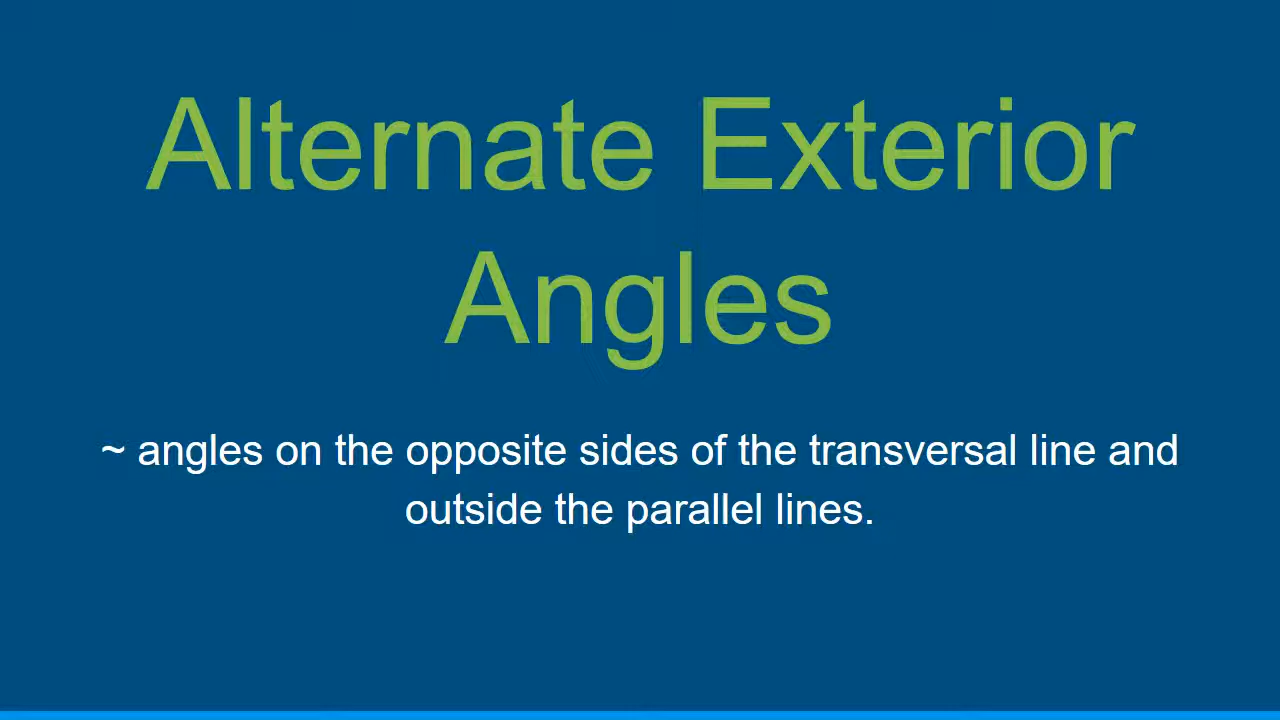 Alternate Exterior
Angles
~ angles on the opposite sides of the transversal line and
outside the parallel lines.